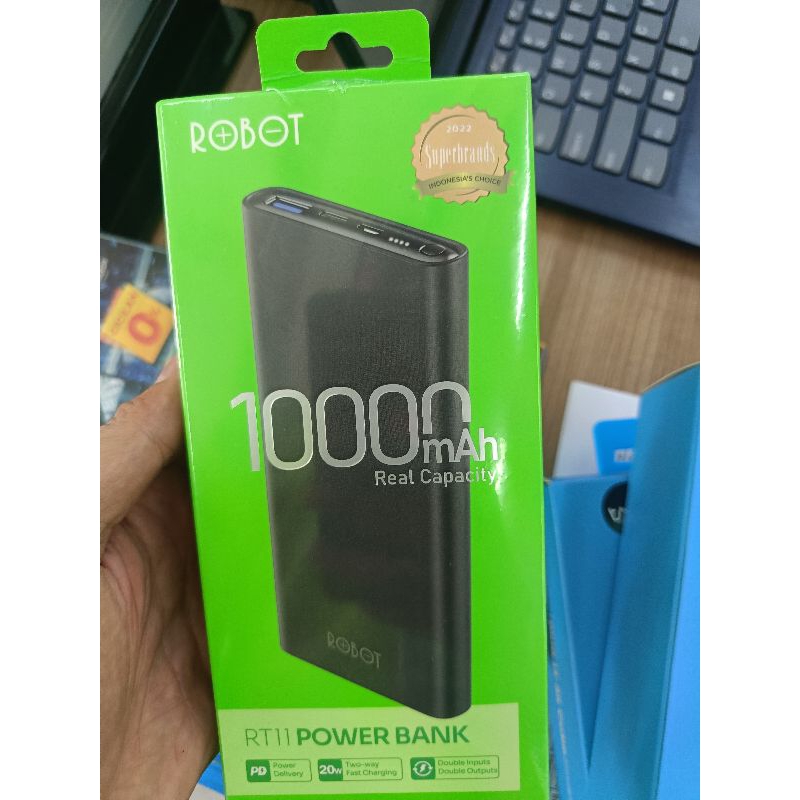 ROBOT
2022
Superbrands
INDONESIA'S CHOICE
10000mAh
Real Capacity
ROBOT
RT11 POWER BANK
PD Power Delivery
20W Two-way Fast Charging
Double Inputs
Double Outputs
0%